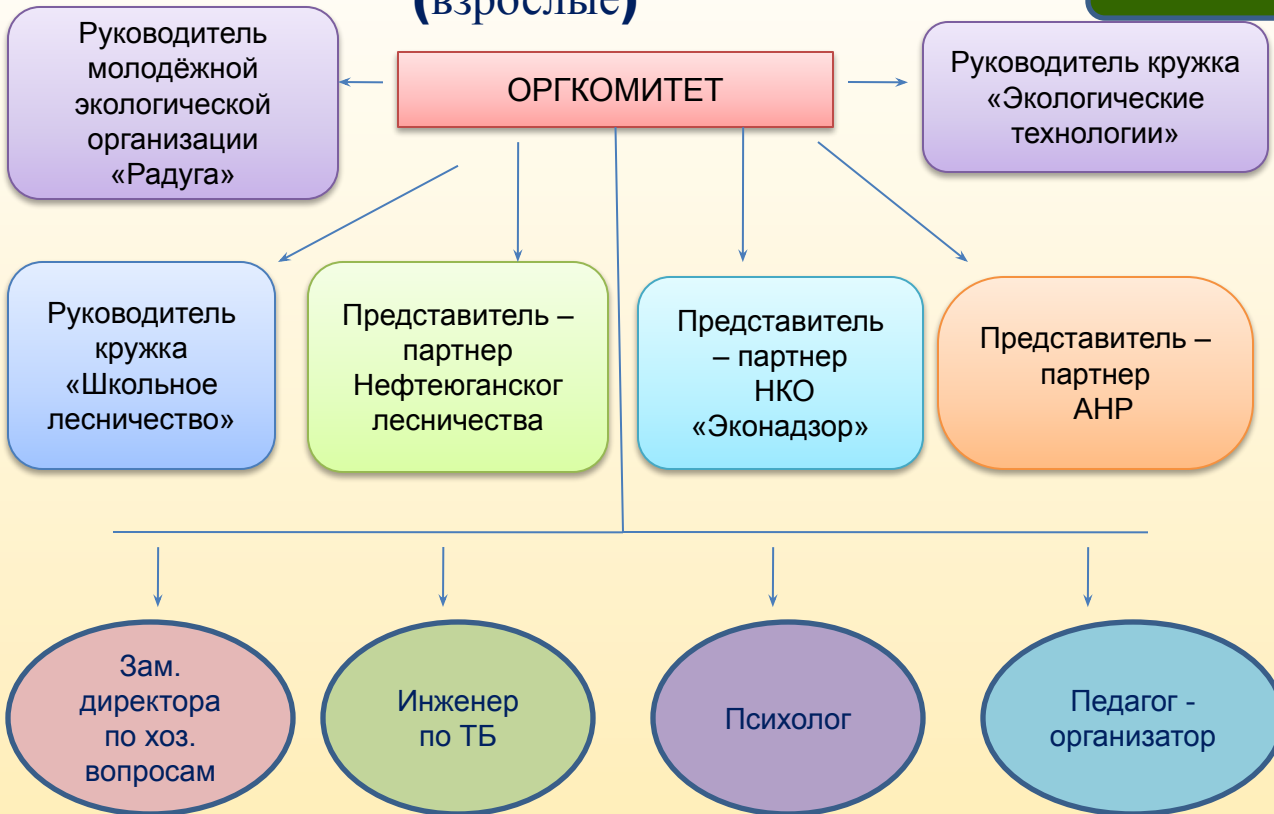 (взрослые)
Руководитель
молодёжной
экологической
организации
«Радуга»
ОРГКОМИТЕТ
Руководитель кружка
«Экологические
технологии»
Руководитель
кружка
«Школьное
лесничество»
Представитель –
партнер
Нефтеюганског
лесничества
Представитель
– партнер
НКО
«Эконадзор»
Представитель –
партнер
АНР
Зам.
директора
по хоз.
вопросам
Инженер
по ТБ
Психолог
Педагог -
организатор